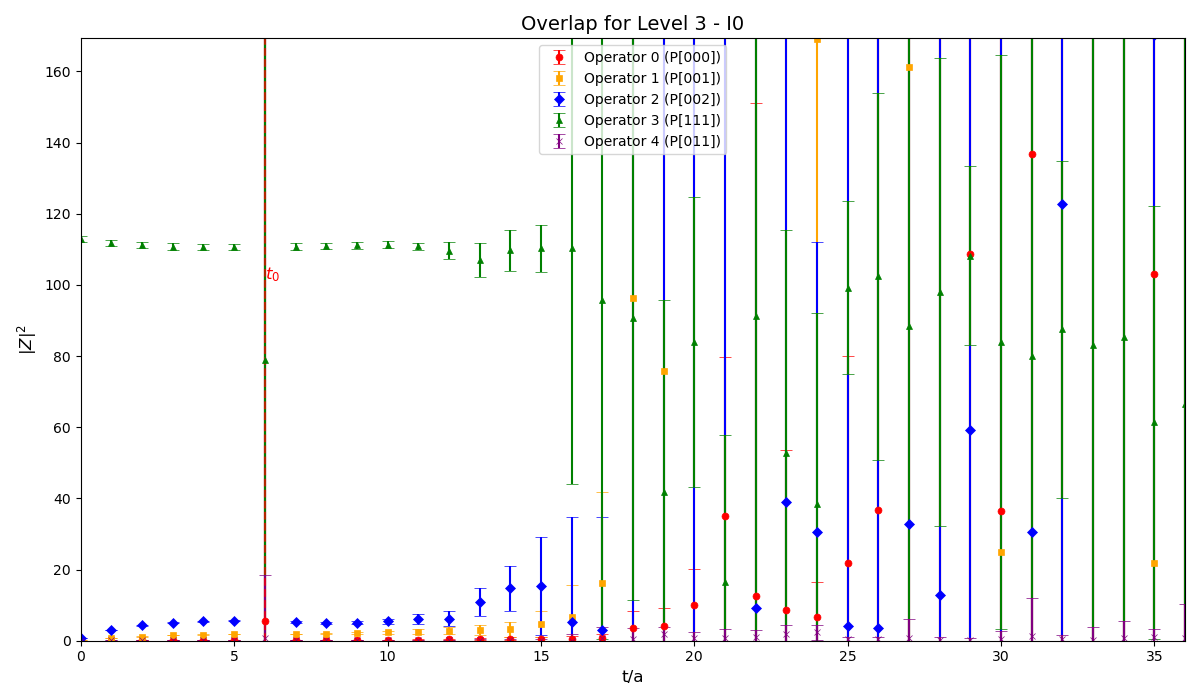 Overlap for Level 3 - I0
|Z|²
160
140
120
100
80
60
40
20
0
Operator 0 (P[000])
Operator 1 (P[001])
Operator 2 (P[002])
Operator 3 (P[111])
Operator 4 (P[011])
t₀
0 5 10 15 20 25 30 35
t/a